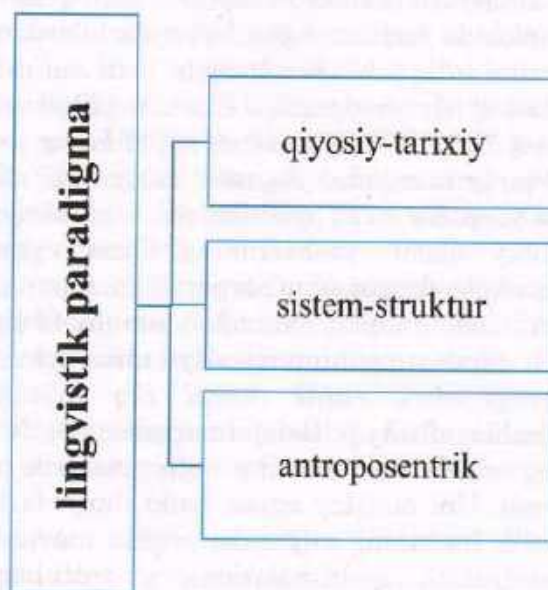 lingvistik paradigma
qiyosiy-tarixiy
sistem-struktur
antroposentrik